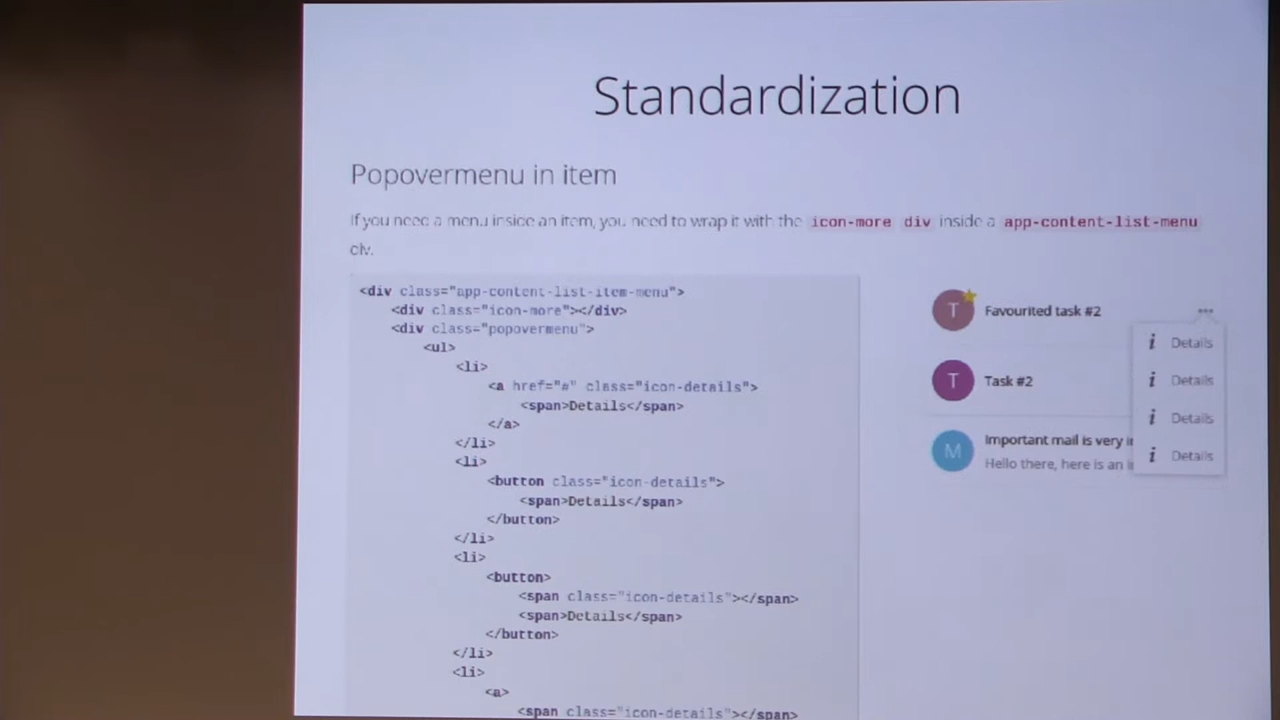 Standardization
Popovermenu in item
If you need a menu inside an item, you need to wrap it with the icon-more div inside a app-content-list-menu
div.
<div class="app-content-list-item-menu">
<div class="icon-more"></div>
<div class="popovermenu">
<ul>
<li>
<a href="#" class="icon-details">
<span>Details</span>
</a>
</li>
<li>
<button class="icon-details">
<span>Details</span>
</button>
</li>
<li>
<button>
<span class="icon-details"></span>
<span>Details</span>
</button>
</li>
<li>
<a>
<span class="icon-details"></span>
T Favourited task #2 •••
i Details
T Task #2
i Details
i Details
M Important mail is very i
Hello there, here is an i
i Details